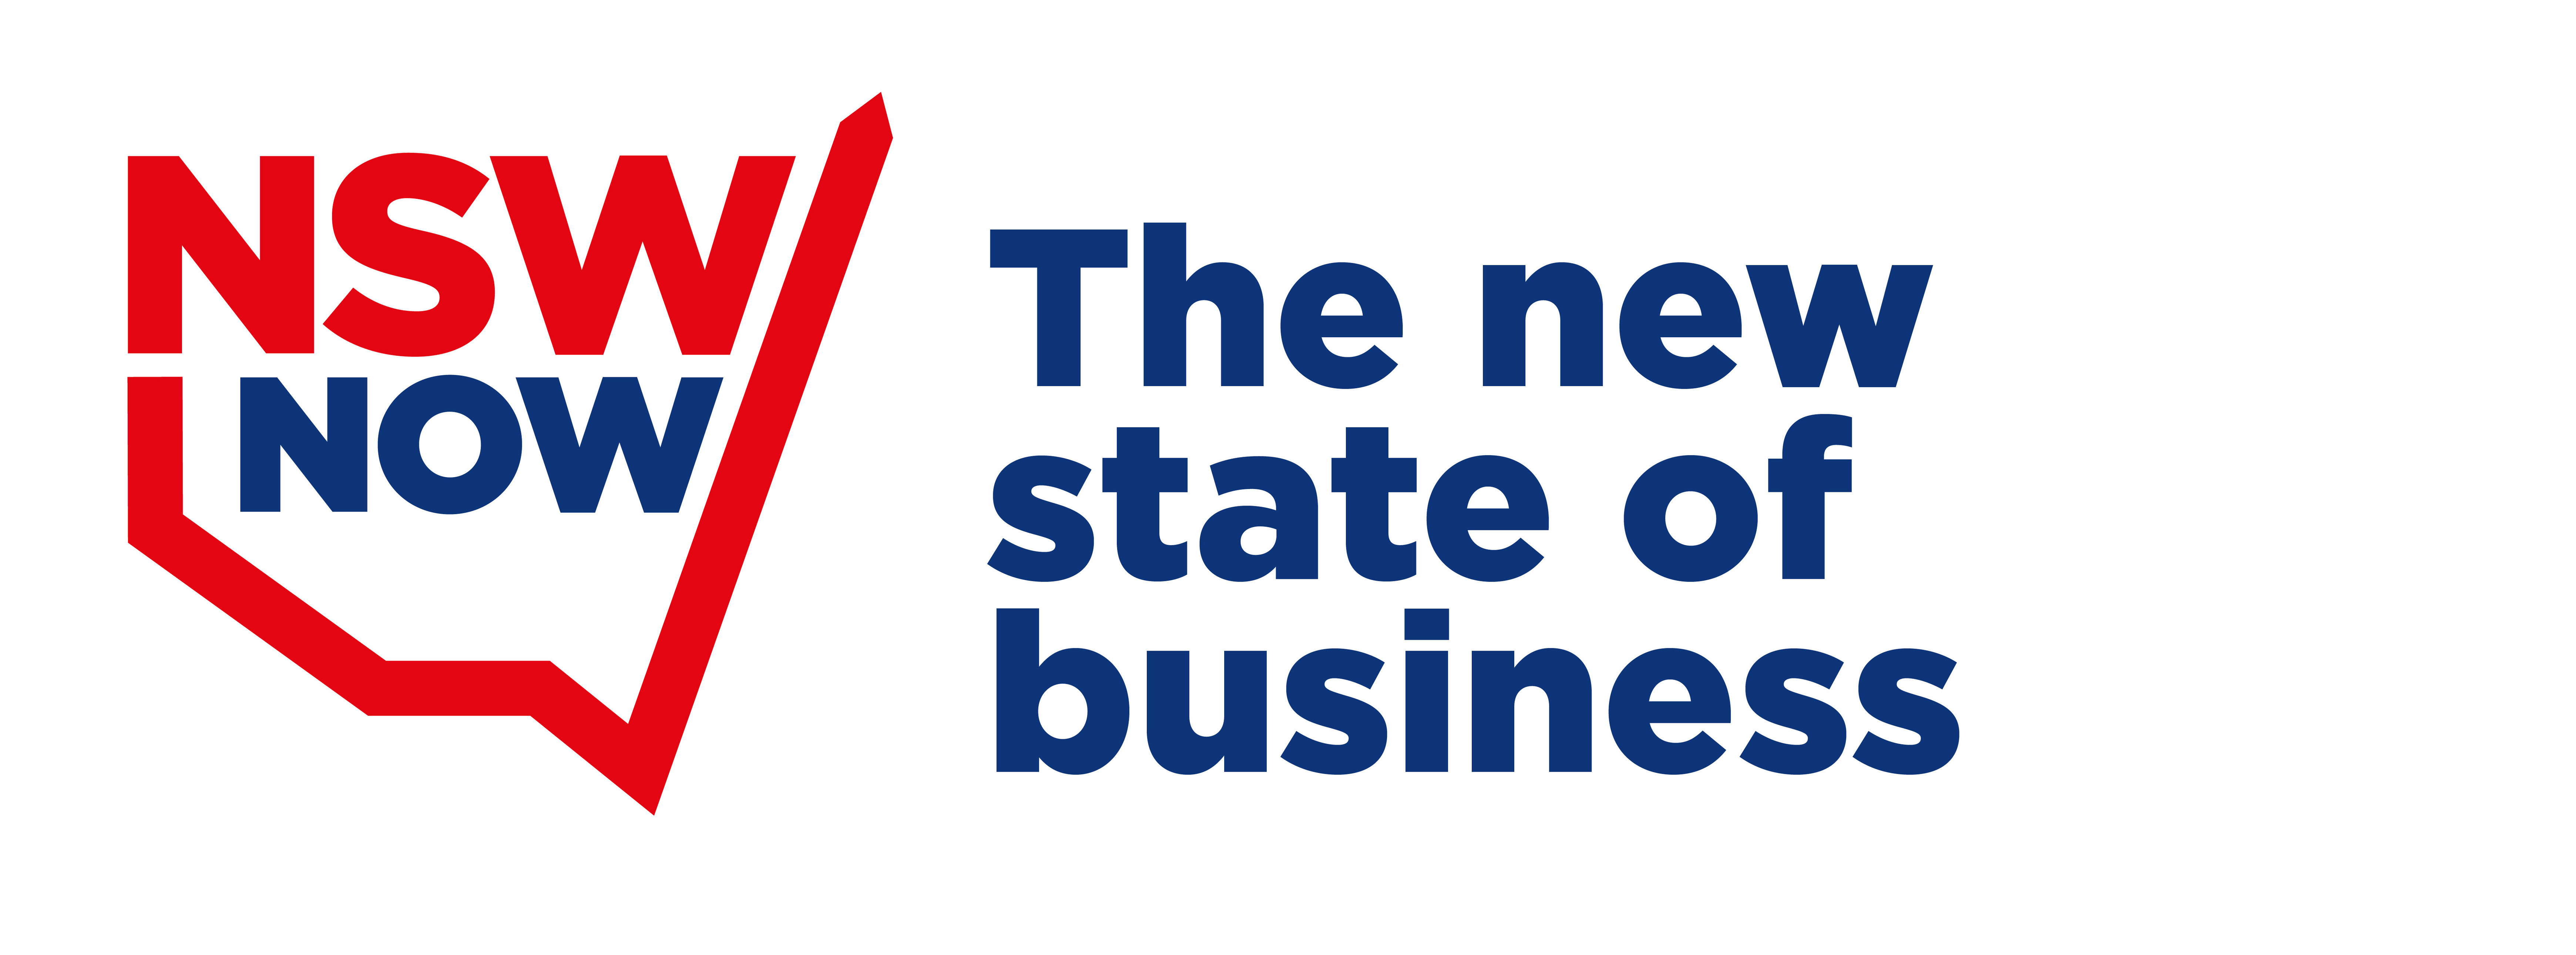 NSW
NOW
The new
state of
business